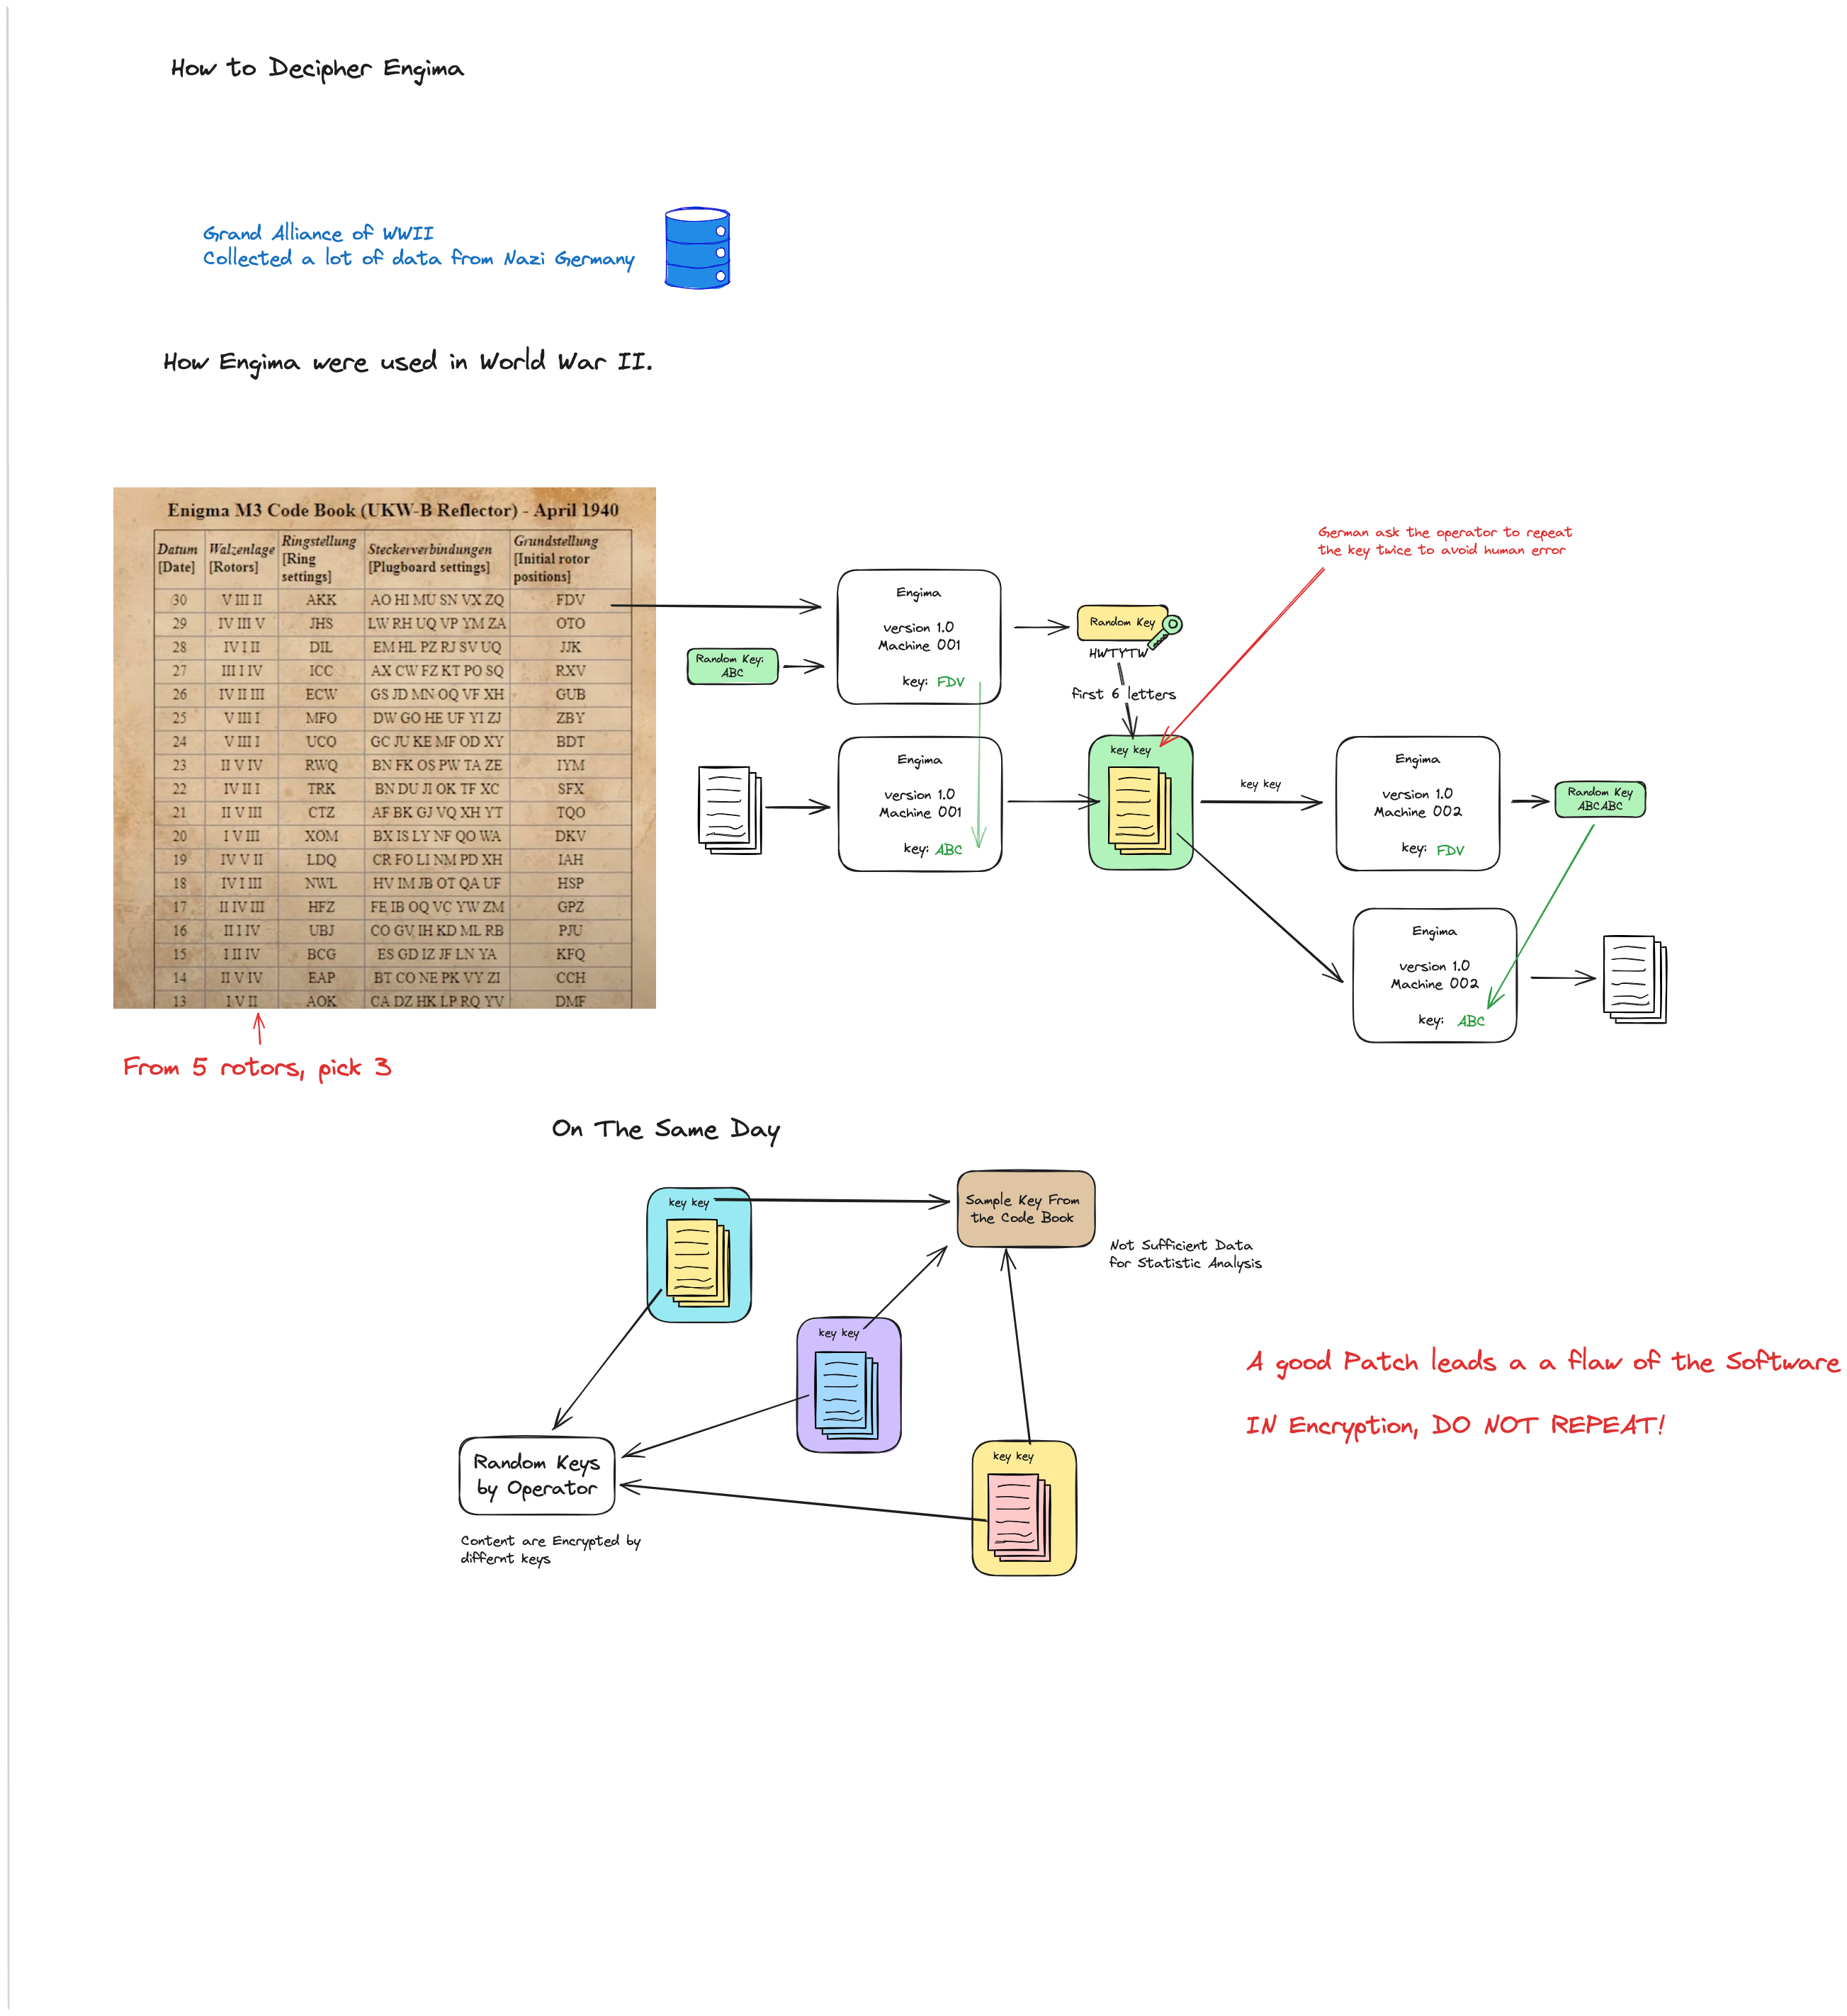 How to Decipher Engima
Grand Alliance of WWII
Collected a lot of data from Nazi Germany
How Engima were used in World War II.
Enigma M3 Code Book (UKW-B Reflector) - April 1940
Datum [Date] Walzenlage [Rotors] Ringstellung [Ring settings] Steckerverbindungen [Plugboard settings] Grundstellung [Initial rotor positions]
30 V III II AKK AO HI MU SN VX ZQ FDV
29 IV III V JHS LW RH UQ VP YM ZA OTO
28 IV I II DIL EM HL PZ RJ SV UQ JJK
27 III I IV ICC AX CW FZ KT PO SQ RXV
26 IV II III ECW GS JD MN OQ VF XH GUB
25 V III I MFO DW GO HE UF YI ZJ ZBY
24 V III I UCO GC JU KE MF OD XY BDT
23 II V IV RWQ BN FK OS PW TA ZE IYM
22 IV II I TRK BN DU JI OK TF XC SFX
21 II V III CTZ AF BK GJ VQ XH YT TQO
20 I V III XOM BX IS LY NF QO WA DKV
19 IV V II LDQ CR FO LI NM PD XH IAH
18 IV I III NWL HV IM JB OT QA UF HSP
17 II IV III HFZ FE IB OQ VC YW ZM GPZ
16 II I IV UBJ CO GV IH KD ML RB PJU
15 I II IV BCG ES GD IZ JF LN YA KFQ
14 II V IV EAP BT CO NE PK VY ZI CCH
13 I V II AOK CA DZ HK LP RQ YV DMF
From 5 rotors, pick 3
Random Key:
ABC
Engima
version 1.0
Machine 001
key: FDV
Random Key
HWTYTW
first 6 letters
German ask the operator to repeat
the key twice to avoid human error
Engima
version 1.0
Machine 001
key: ABC
key key
key key
Engima
version 1.0
Machine 002
key: FDV
Random Key
ABCABC
Engima
version 1.0
Machine 002
key: ABC
On The Same Day
key key
Sample Key From
the Code Book
Not Sufficient Data
for Statistic Analysis
key key
A good Patch leads a a flaw of the Software
IN Encryption, DO NOT REPEAT!
key key
Random Keys
by Operator
Content are Encrypted by
differnt keys